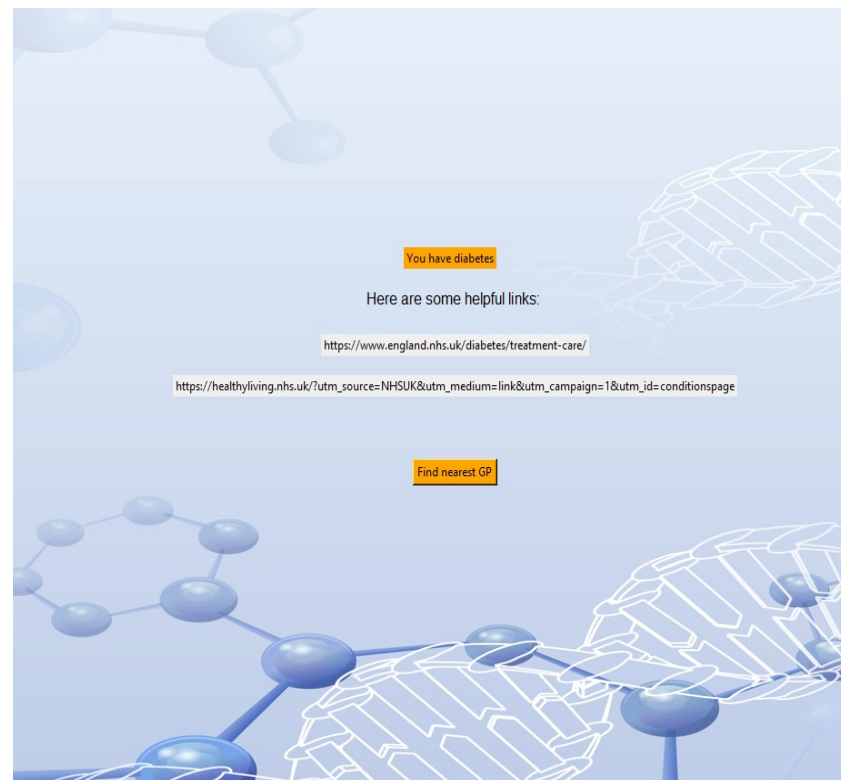 You have diabetes
Here are some helpful links:
https://www.england.nhs.uk/diabetes/treatment-care/
https://healthyliving.nhs.uk/?utm_source=NHSUK&utm_medium=link&utm_campaign=1&utm_id=conditionspage
Find nearest GP